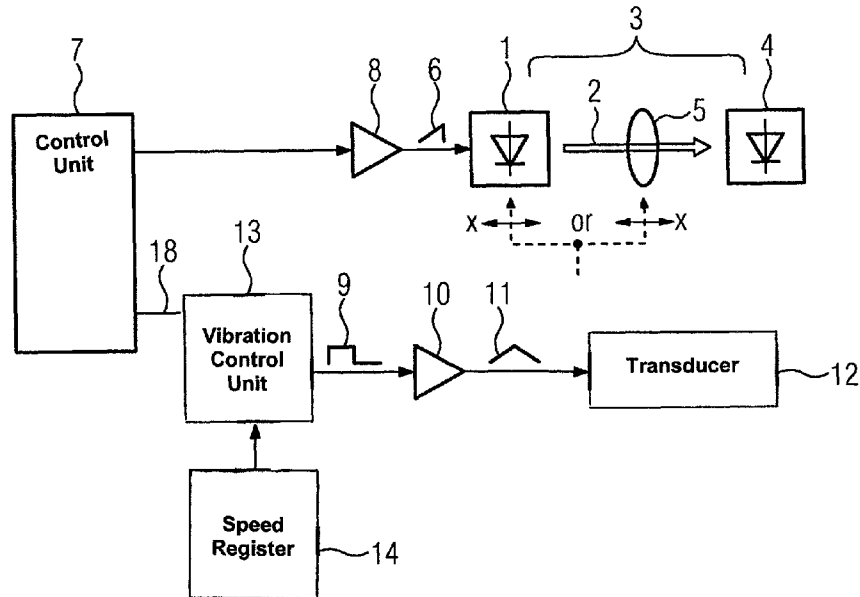 7
Control
Unit
8
6
1
3
2
5
4
x
or
x
18
13
Vibration
Control
Unit
9
10
11
Transducer
12
Speed
Register
14